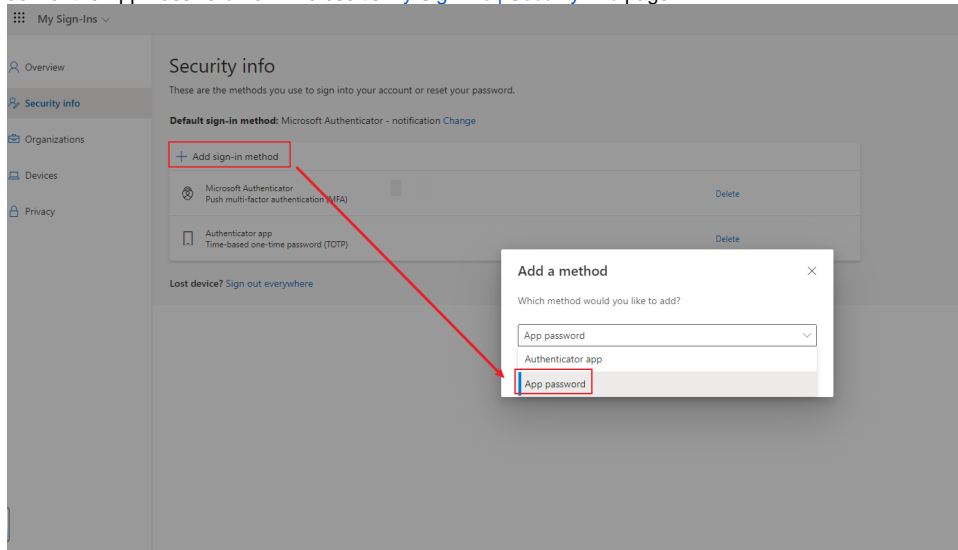 My Sign-Ins
Overview
Security info
Organizations
Devices
Privacy
Security info
These are the methods you use to sign into your account or reset your password.
Default sign-in method: Microsoft Authenticator - notification Change
+ Add sign-in method
Microsoft Authenticator
Push multi-factor authentication (MFA)
Delete
Authenticator app
Time-based one-time password (TOTP)
Delete
Lost device? Sign out everywhere
Add a method
Which method would you like to add?
App password
Authenticator app
App password